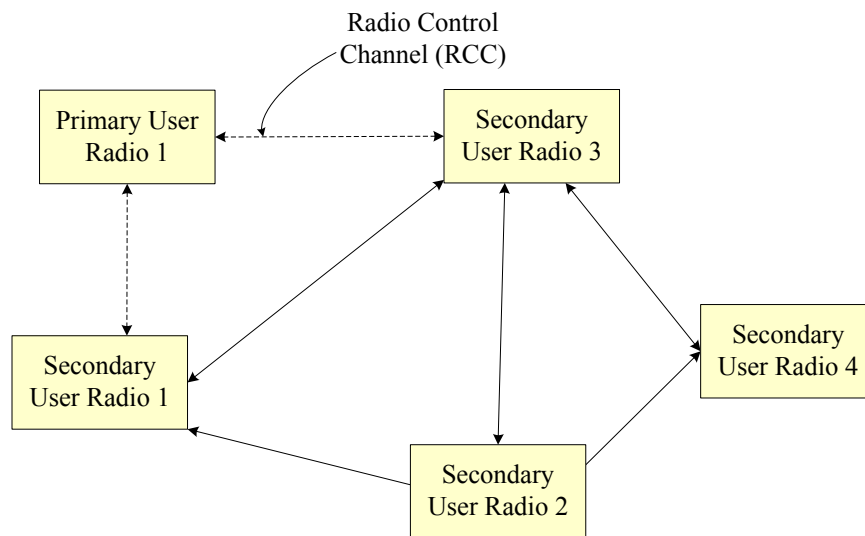 Radio Control
Channel (RCC)
Primary User
Radio 1
Secondary
User Radio 3
Secondary
User Radio 1
Secondary
User Radio 4
Secondary
User Radio 2